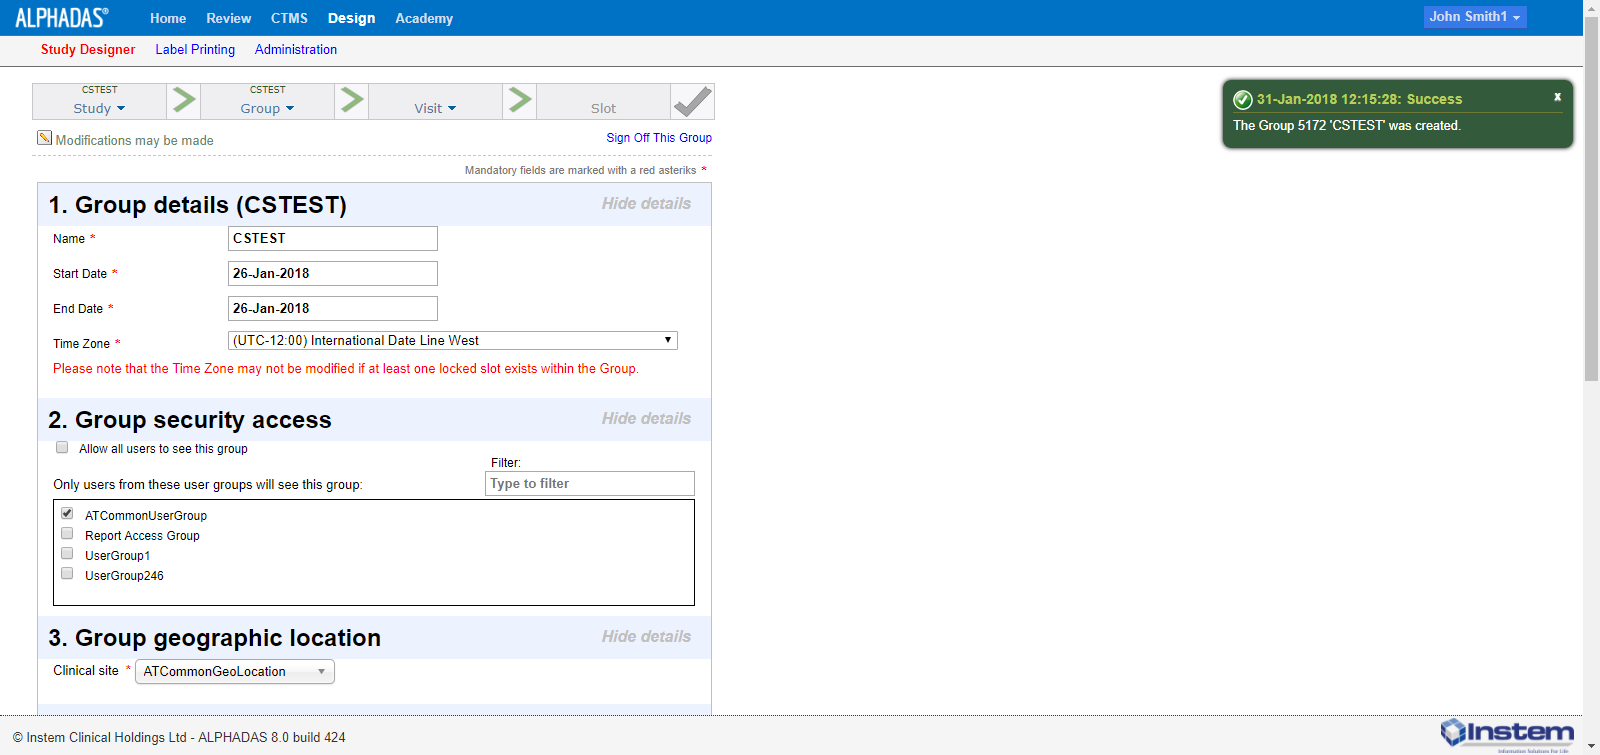 ALPHADAS®
Home Review CTMS Design Academy
John Smith1
Study Designer Label Printing Administration
CSTEST
Study
CSTEST
Group
Visit
Slot
31-Jan-2018 12:15:28: Success
x
The Group 5172 'CSTEST' was created.
Modifications may be made
Sign Off This Group
Mandatory fields are marked with a red asteriks *
1. Group details (CSTEST)
Hide details
Name *
CSTEST
Start Date *
26-Jan-2018
End Date *
26-Jan-2018
Time Zone *
(UTC-12:00) International Date Line West
Please note that the Time Zone may not be modified if at least one locked slot exists within the Group.
2. Group security access
Hide details
Allow all users to see this group
Filter:
Only users from these user groups will see this group:
Type to filter
ATCommonUserGroup
Report Access Group
UserGroup1
UserGroup246
3. Group geographic location
Hide details
Clinical site *
ATCommonGeoLocation
© Instem Clinical Holdings Ltd - ALPHADAS 8.0 build 424
Instem
Information Solutions For Life